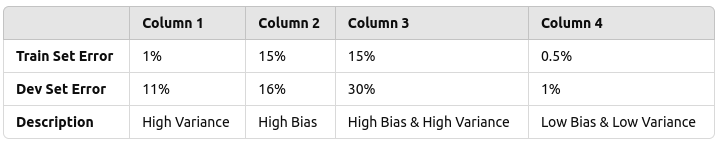 Column 1 Column 2 Column 3 Column 4
Train Set Error 1% 15% 15% 0.5%
Dev Set Error 11% 16% 30% 1%
Description High Variance High Bias High Bias & High Variance Low Bias & Low Variance